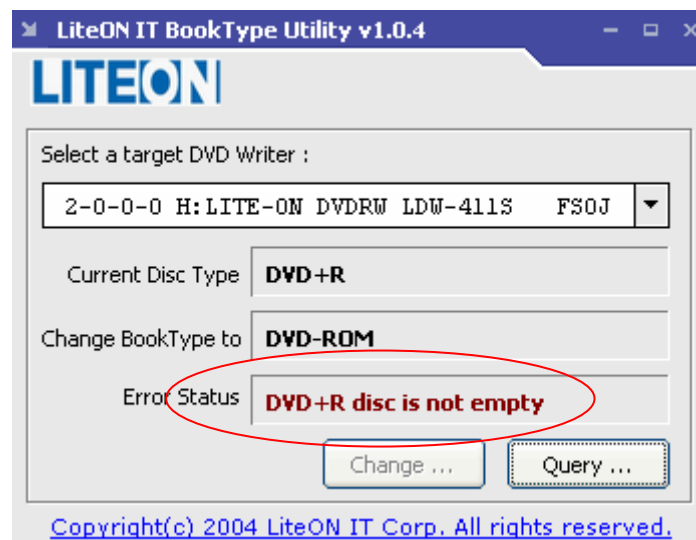 LiteON IT BookType Utility v1.0.4
LITEON
Select a target DVD Writer :
2-0-0-0 H:LITE-ON DVDRW LDW-411S FS0J
Current Disc Type DVD+R
Change BookType to DVD-ROM
Error Status DVD+R disc is not empty
Change ... Query ...
Copyright(c) 2004 LiteON IT Corp. All rights reserved.